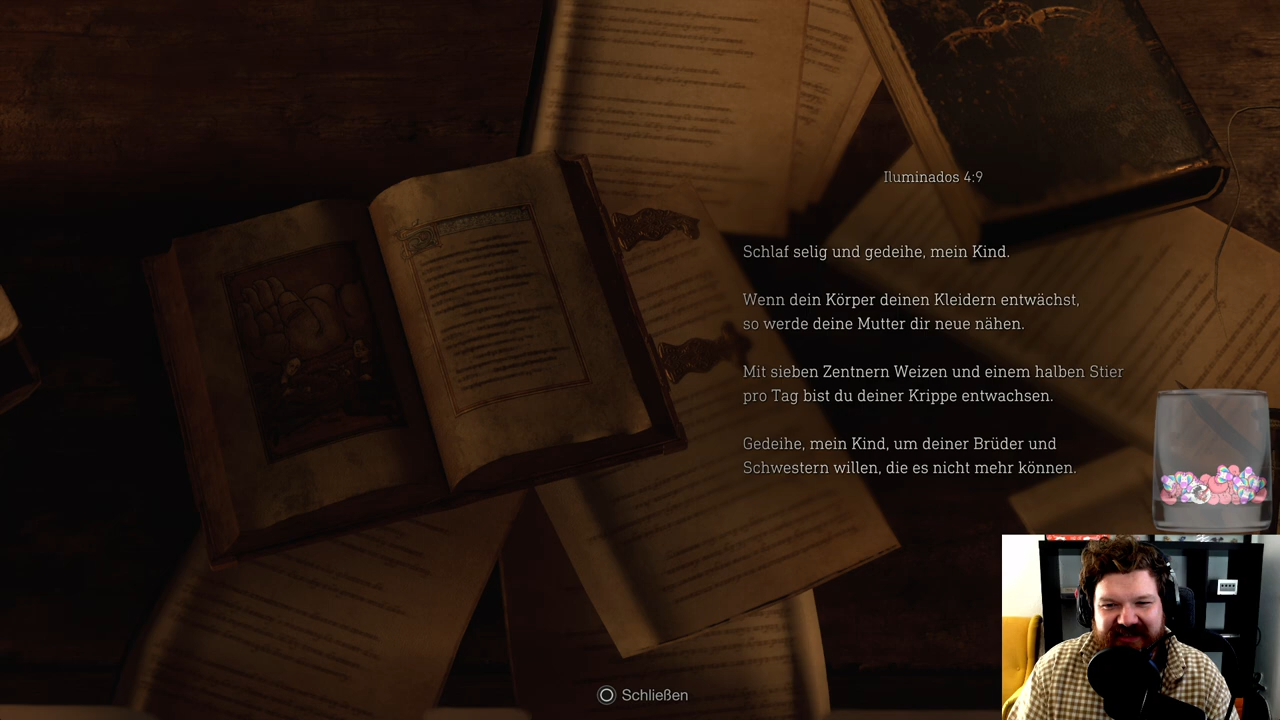 Iluminados 4:9
Schlaf selig und gedeihe, mein Kind.
Wenn dein Körper deinen Kleidern entwächst,
so werde deine Mutter dir neue nähen.
Mit sieben Zentnern Weizen und einem halben Stier
pro Tag bist du deiner Krippe entwachsen.
Gedeihe, mein Kind, um deiner Brüder und
Schwestern willen, die es nicht mehr können.
Schließen